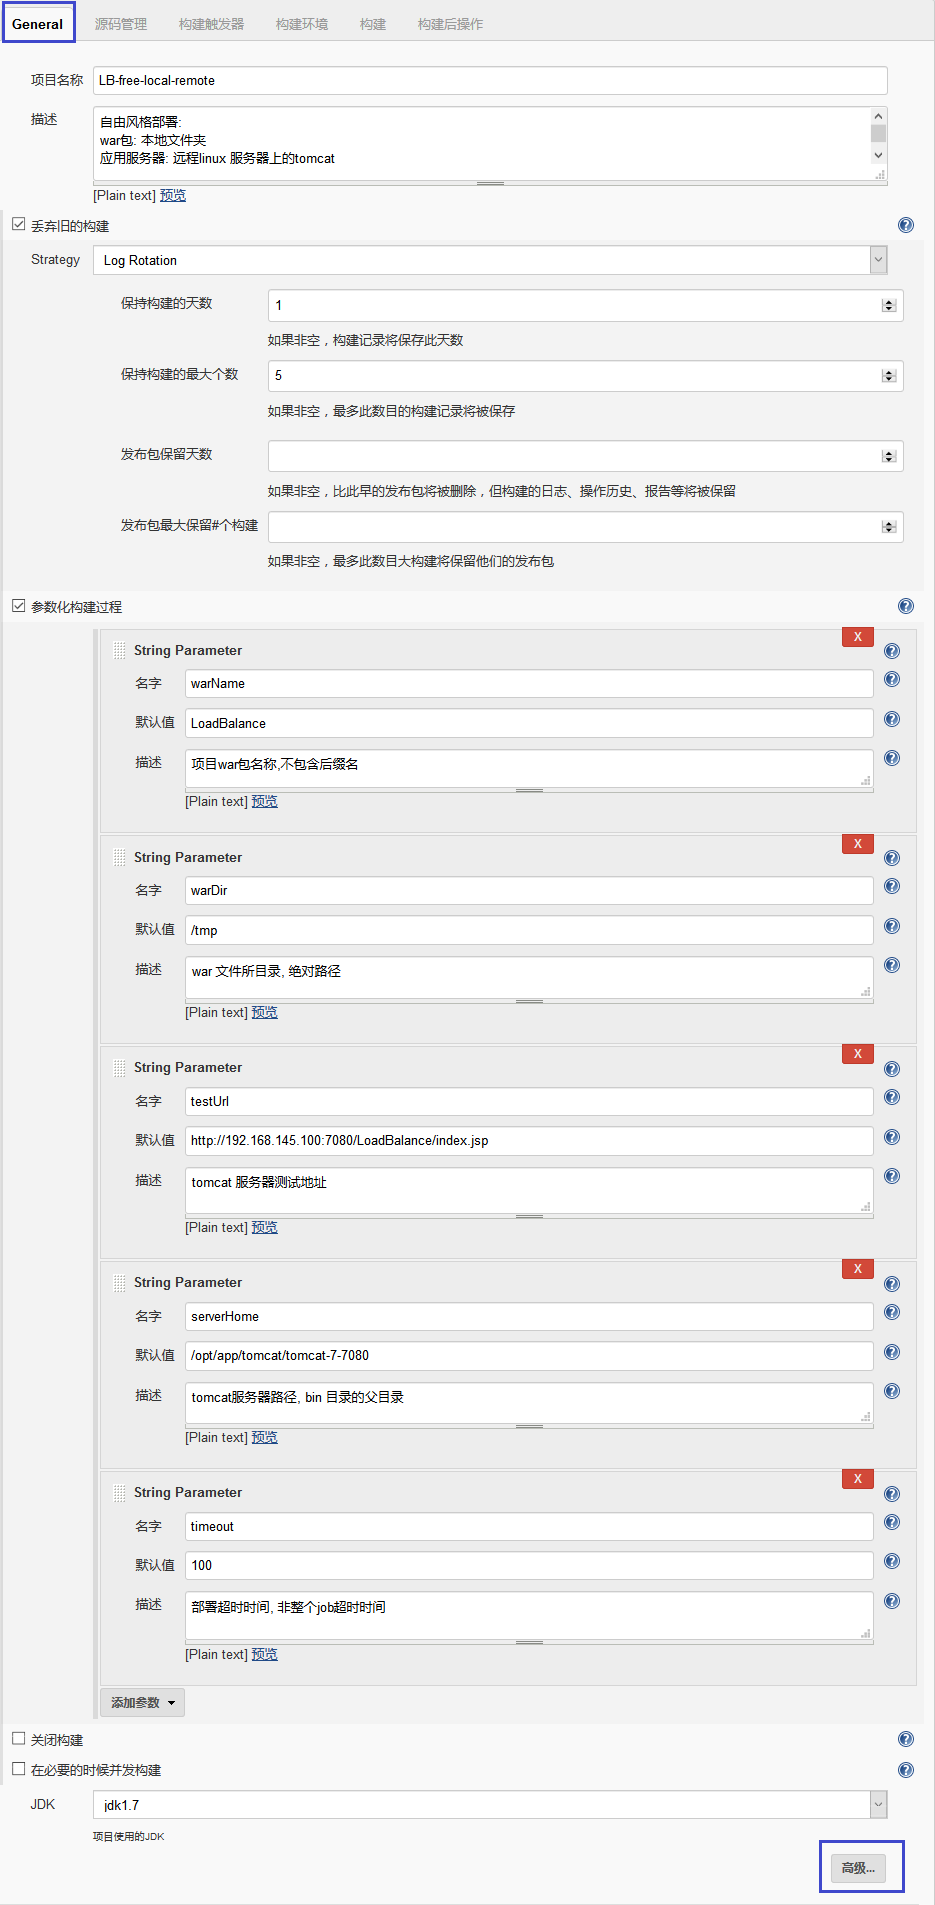 General 源码管理 构建触发器 构建环境 构建 构建后操作
项目名称 LB-free-local-remote
描述 自由风格部署:
war包: 本地文件夹
应用服务器: 远程linux 服务器上的tomcat
[Plain text] 预览
丢弃旧的构建
Strategy Log Rotation
保持构建的天数 1
如果非空，构建记录将保存此天数
保持构建的最大个数 5
如果非空，最多此数目的构建记录将被保存
发布包保留天数
如果非空，比此早的发布包将被删除，但构建的日志、操作历史、报告等将被保留
发布包最大保留#个构建
如果非空，最多此数目大构建将保留他们的发布包
参数化构建过程
X
String Parameter
名字 warName
默认值 LoadBalance
描述 项目war包名称,不包含后缀名
[Plain text] 预览
X
String Parameter
名字 warDir
默认值 /tmp
描述 war 文件所目录, 绝对路径
[Plain text] 预览
X
String Parameter
名字 testUrl
默认值 http://192.168.145.100:7080/LoadBalance/index.jsp
描述 tomcat 服务器测试地址
[Plain text] 预览
X
String Parameter
名字 serverHome
默认值 /opt/app/tomcat/tomcat-7-7080
描述 tomcat服务器路径, bin 目录的父目录
[Plain text] 预览
X
String Parameter
名字 timeout
默认值 100
描述 部署超时时间, 非整个job超时时间
[Plain text] 预览
添加参数
关闭构建
在必要的时候并发构建
JDK jdk1.7
项目使用的JDK
高级...